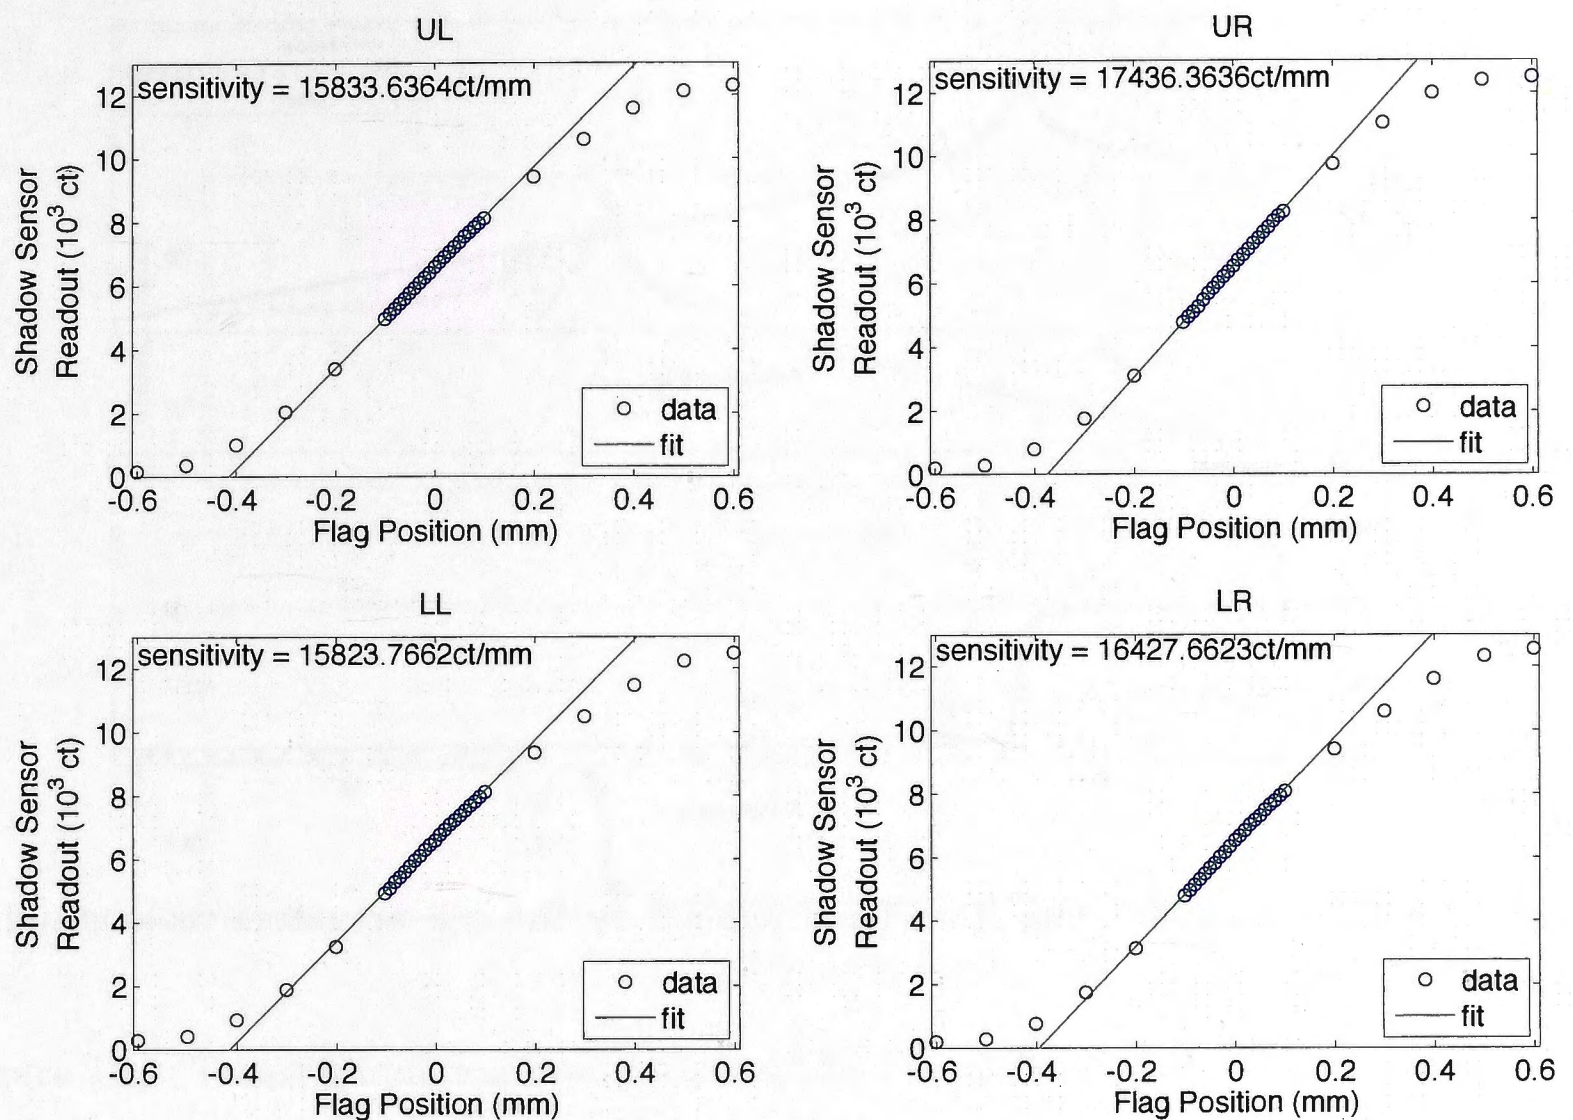 UL
sensitivity = 15833.6364ct/mm
Shadow Sensor
Readout (10³ ct)
12
10
8
6
4
2
0
data
fit
-0.6 -0.4 -0.2 0 0.2 0.4 0.6
Flag Position (mm)
UR
sensitivity = 17436.3636ct/mm
Shadow Sensor
Readout (10³ ct)
12
10
8
6
4
2
0
data
fit
-0.6 -0.4 -0.2 0 0.2 0.4 0.6
Flag Position (mm)
LL
sensitivity = 15823.7662ct/mm
Shadow Sensor
Readout (10³ ct)
12
10
8
6
4
2
0
data
fit
-0.6 -0.4 -0.2 0 0.2 0.4 0.6
Flag Position (mm)
LR
sensitivity = 16427.6623ct/mm
Shadow Sensor
Readout (10³ ct)
12
10
8
6
4
2
0
data
fit
-0.6 -0.4 -0.2 0 0.2 0.4 0.6
Flag Position (mm)